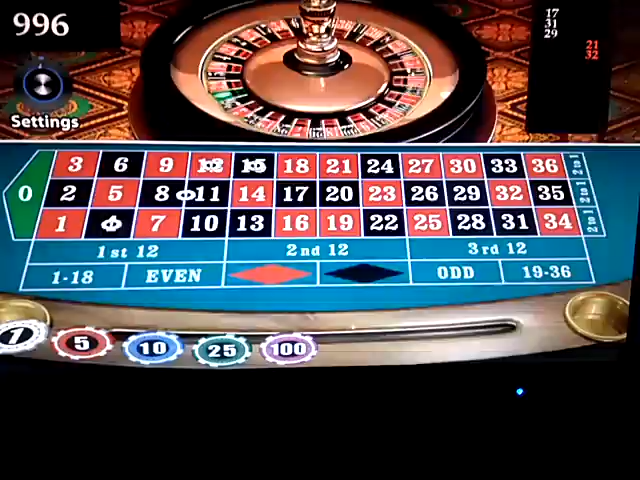 996
17
31
29
21
32
Settings
0
3 6 9 12 15 18 21 24 27 30 33 36 2 to 1
2 5 8 11 14 17 20 23 26 29 32 35 2 to 1
1 7 10 13 16 19 22 25 28 31 34 2 to 1
1st 12 2nd 12 3rd 12
1-18 EVEN ODD 19-36
1 5 10 25 100